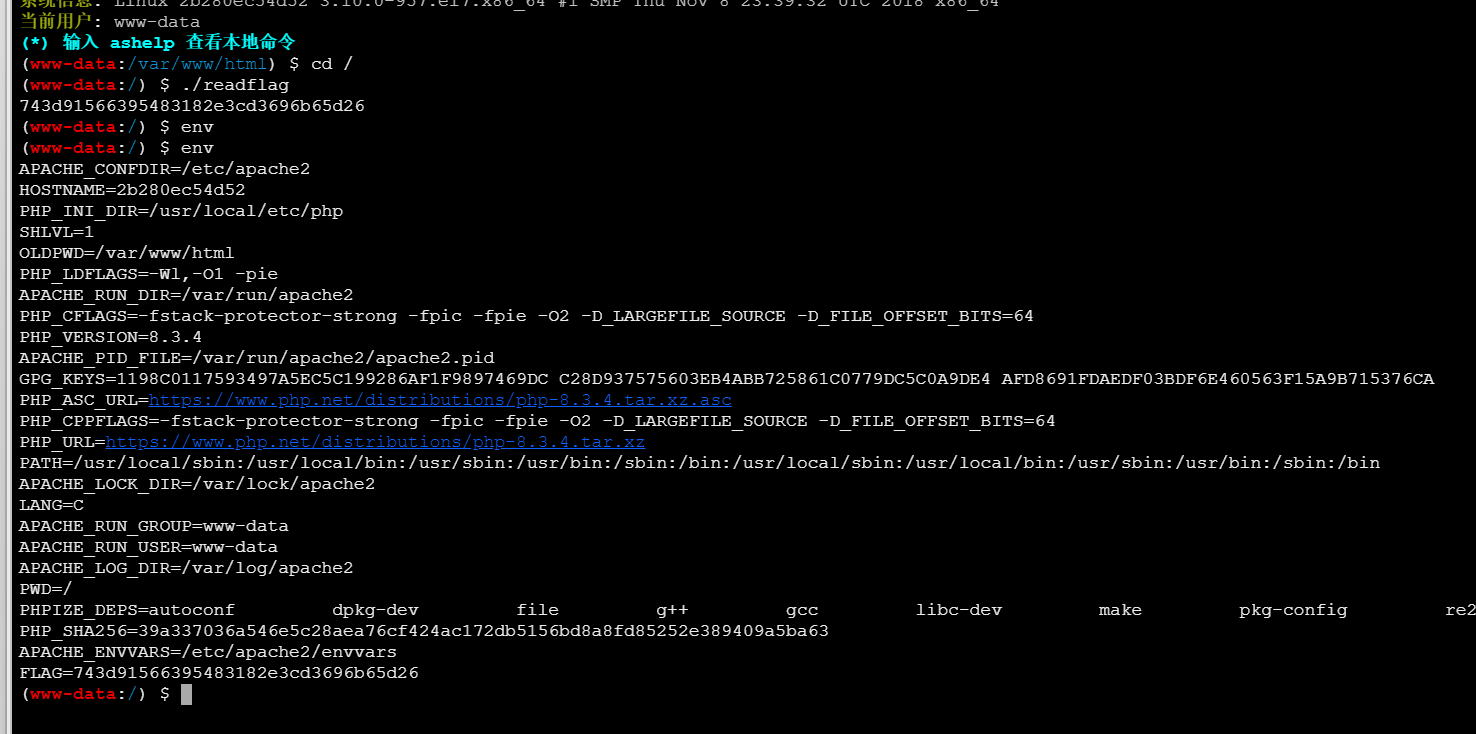 系统信息: Linux 2b280ec54d52 3.10.0-957.el7.x86_64 #1 SMP Thu Nov 8 23:39:32 UTC 2018 x86_64
当前用户: www-data
(*) 输入 ashelp 查看本地命令
(www-data:/var/www/html) $ cd /
(www-data:/) $ ./readflag
743d91566395483182e3cd3696b65d26
(www-data:/) $ env
(www-data:/) $ env
APACHE_CONFDIR=/etc/apache2
HOSTNAME=2b280ec54d52
PHP_INI_DIR=/usr/local/etc/php
SHLVL=1
OLDPWD=/var/www/html
PHP_LDFLAGS=-Wl,-O1 -pie
APACHE_RUN_DIR=/var/run/apache2
PHP_CFLAGS=-fstack-protector-strong -fpic -fpie -O2 -D_LARGEFILE_SOURCE -D_FILE_OFFSET_BITS=64
PHP_VERSION=8.3.4
APACHE_PID_FILE=/var/run/apache2/apache2.pid
GPG_KEYS=1198C0117593497A5EC5C199286AF1F9897469DC C28D937575603EB4ABB725861C0779DC5C0A9DE4 AFD8691FDAEDF03BDF6E460563F15A9B715376CA
PHP_ASC_URL=https://www.php.net/distributions/php-8.3.4.tar.xz.asc
PHP_CPPFLAGS=-fstack-protector-strong -fpic -fpie -O2 -D_LARGEFILE_SOURCE -D_FILE_OFFSET_BITS=64
PHP_URL=https://www.php.net/distributions/php-8.3.4.tar.xz
PATH=/usr/local/sbin:/usr/local/bin:/usr/sbin:/usr/bin:/sbin:/bin:/usr/local/sbin:/usr/local/bin:/usr/sbin:/usr/bin:/sbin:/bin
APACHE_LOCK_DIR=/var/lock/apache2
LANG=C
APACHE_RUN_GROUP=www-data
APACHE_RUN_USER=www-data
APACHE_LOG_DIR=/var/log/apache2
PWD=/
PHPIZE_DEPS=autoconf dpkg-dev file g++ gcc libc-dev make pkg-config re2
PHP_SHA256=39a337036a546e5c28aea76cf424ac172db5156bd8a8fd85252e389409a5ba63
APACHE_ENVVARS=/etc/apache2/envvars
FLAG=743d91566395483182e3cd3696b65d26
(www-data:/) $